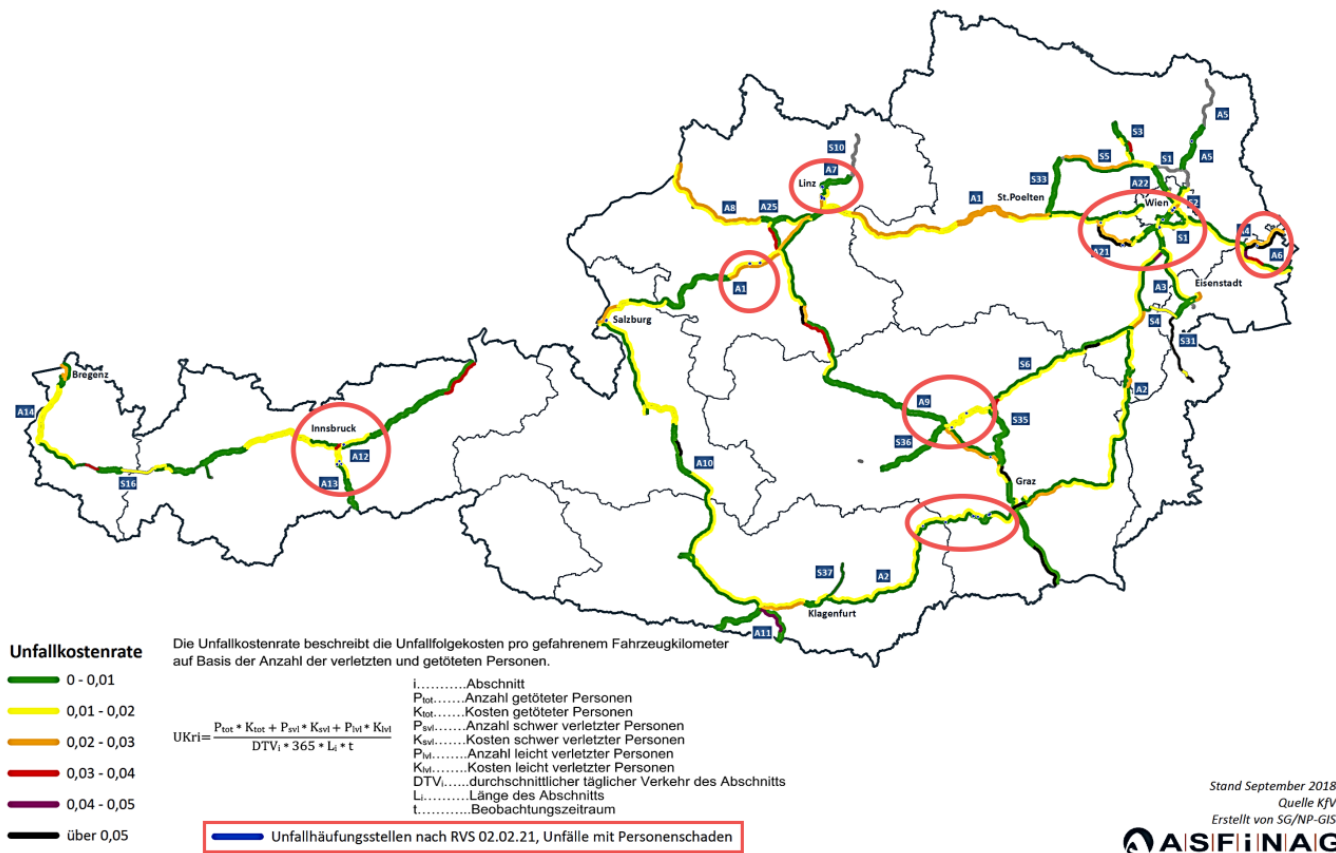 A5
S3
S10
S5
S1
A5
A7
Linz
S33
A22
A1
St.Poelten
Wien
S2
A8
A25
A21
S1
A6
A1
A3
Eisenstadt
Salzburg
S4
S31
S6
Bregenz
A2
A14
A9
S35
Innsbruck
S36
A12
A10
S16
A13
Graz
S37
A2
Klagenfurt
A11
Unfallkostenrate
0 - 0,01
0,01 - 0,02
0,02 - 0,03
0,03 - 0,04
0,04 - 0,05
über 0,05
Die Unfallkostenrate beschreibt die Unfallfolgekosten pro gefahrenem Fahrzeugkilometer
auf Basis der Anzahl der verletzten und getöteten Personen.
UKri= Ptot * Ktot + Psvl * Ksvl + Plvl * Klvl
DTVi * 365 * Li * t
i..........Abschnitt
Ptot.......Anzahl getöteter Personen
Ktot.......Kosten getöteter Personen
Psvl.......Anzahl schwer verletzter Personen
Ksvl.......Kosten schwer verletzter Personen
Plvl.......Anzahl leicht verletzter Personen
Klvl.......Kosten leicht verletzter Personen
DTVi......durchschnittlicher täglicher Verkehr des Abschnitts
Li..........Länge des Abschnitts
t..........Beobachtungszeitraum
Unfallhäufungsstellen nach RVS 02.02.21, Unfälle mit Personenschaden
Stand September 2018
Quelle KfV
Erstellt von SG/NP-GIS
ASFiNAG